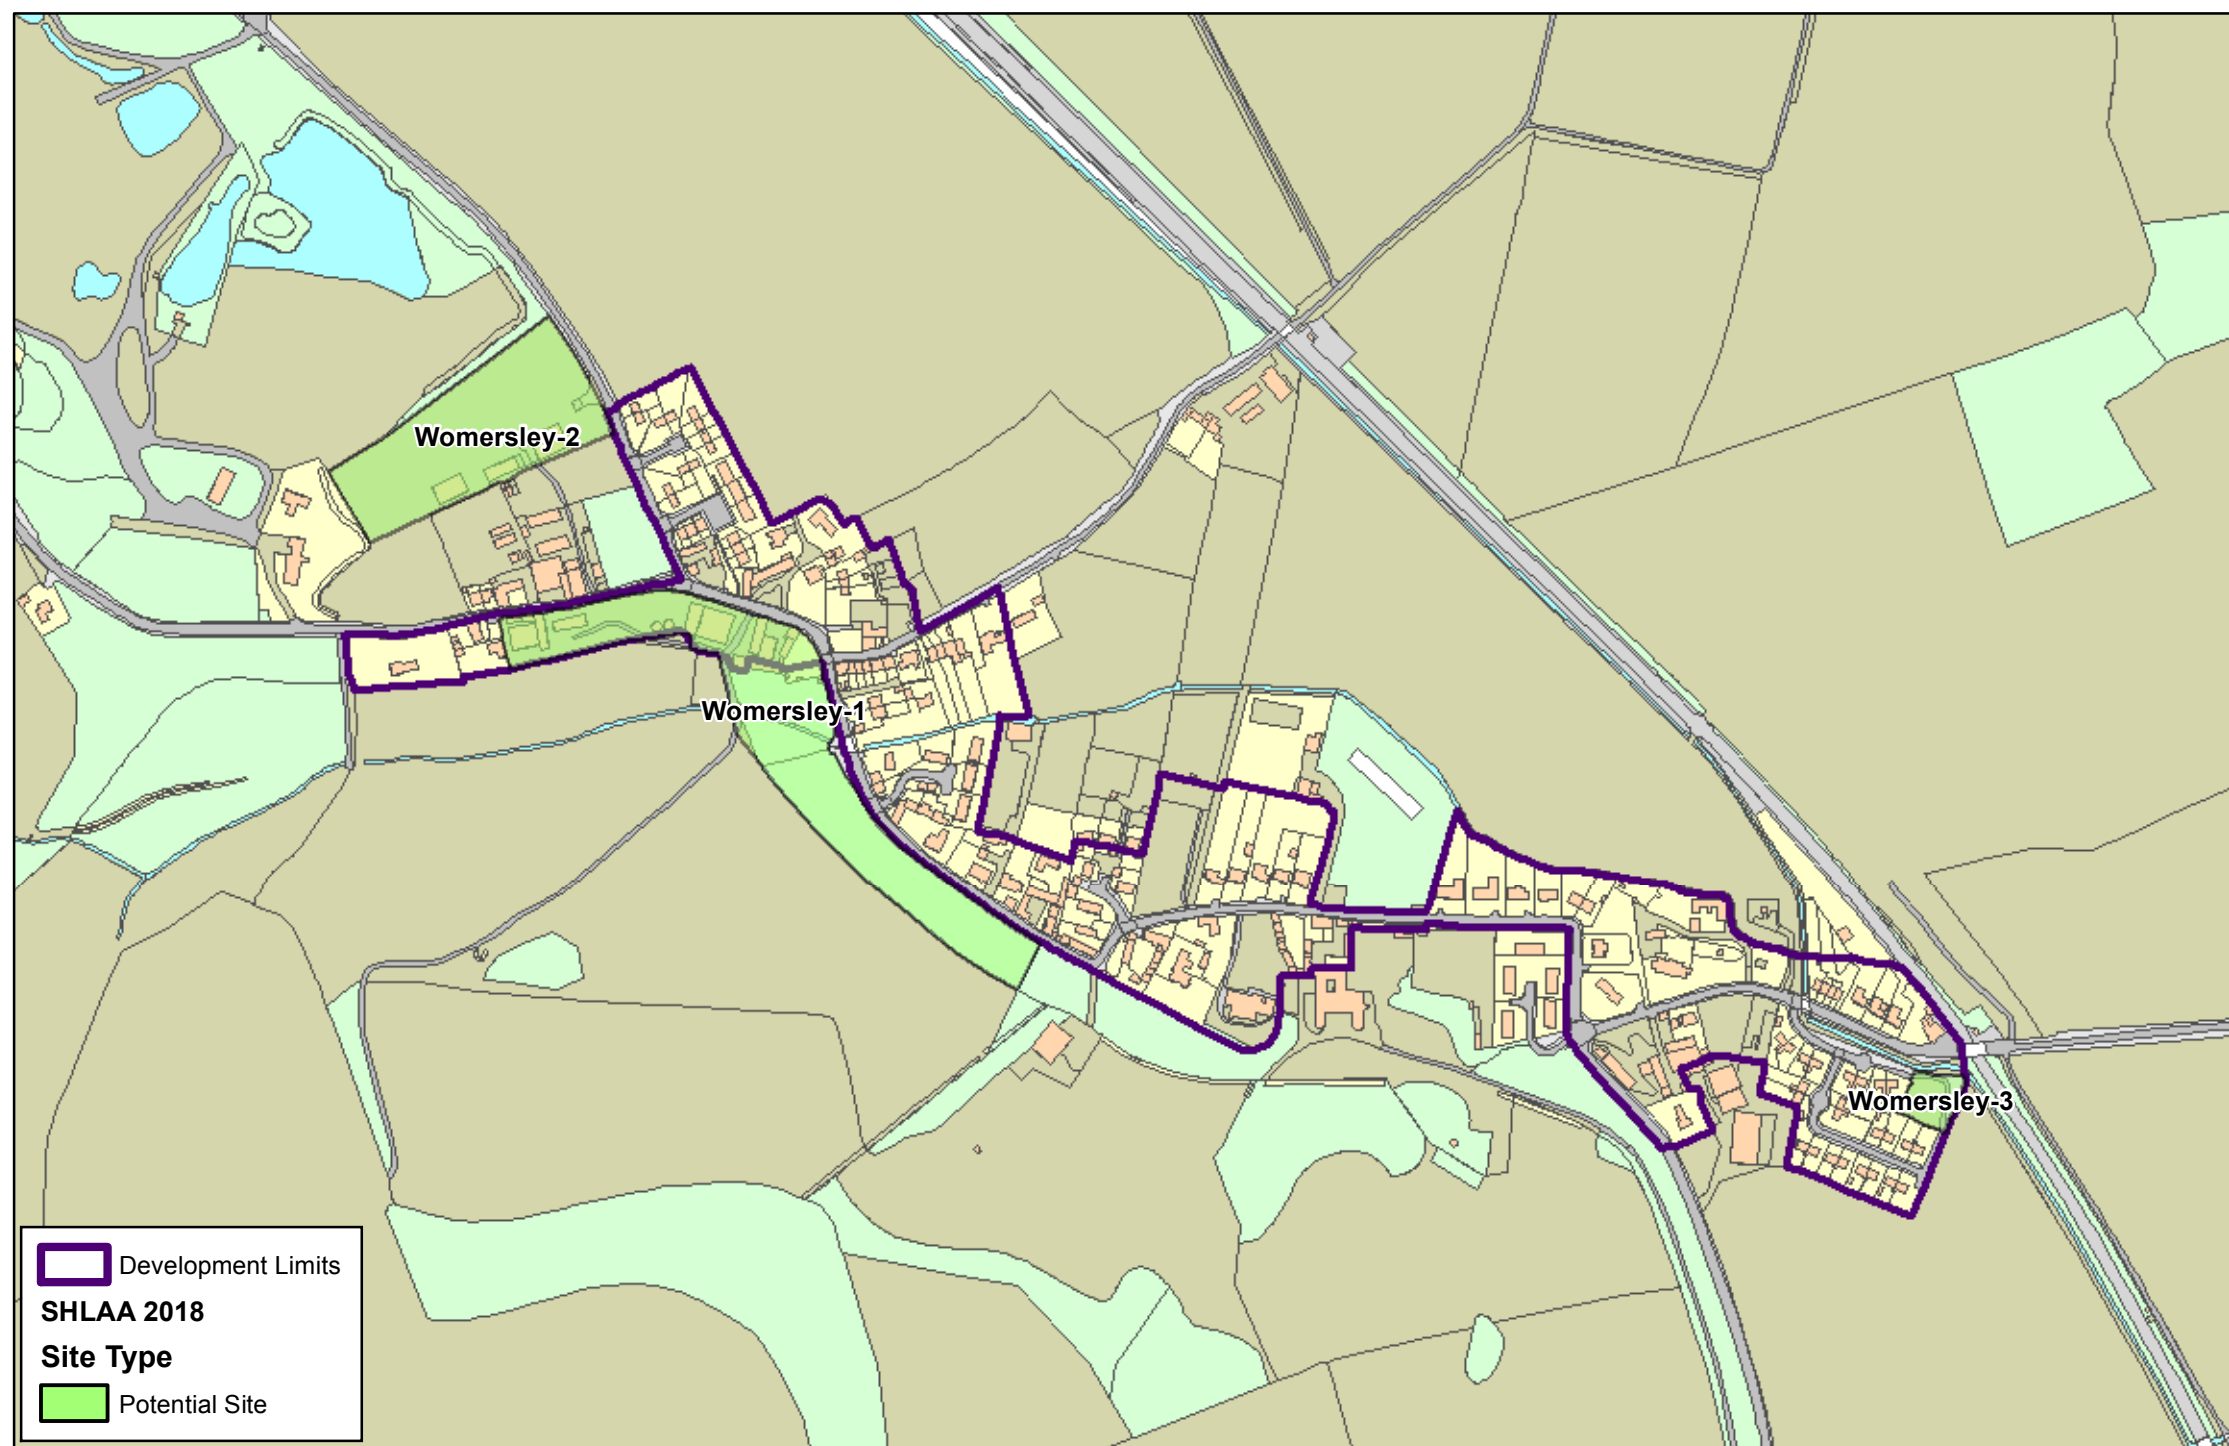 Womersley-2
Womersley-1
Womersley-3
Development Limits
SHLAA 2018
Site Type
Potential Site